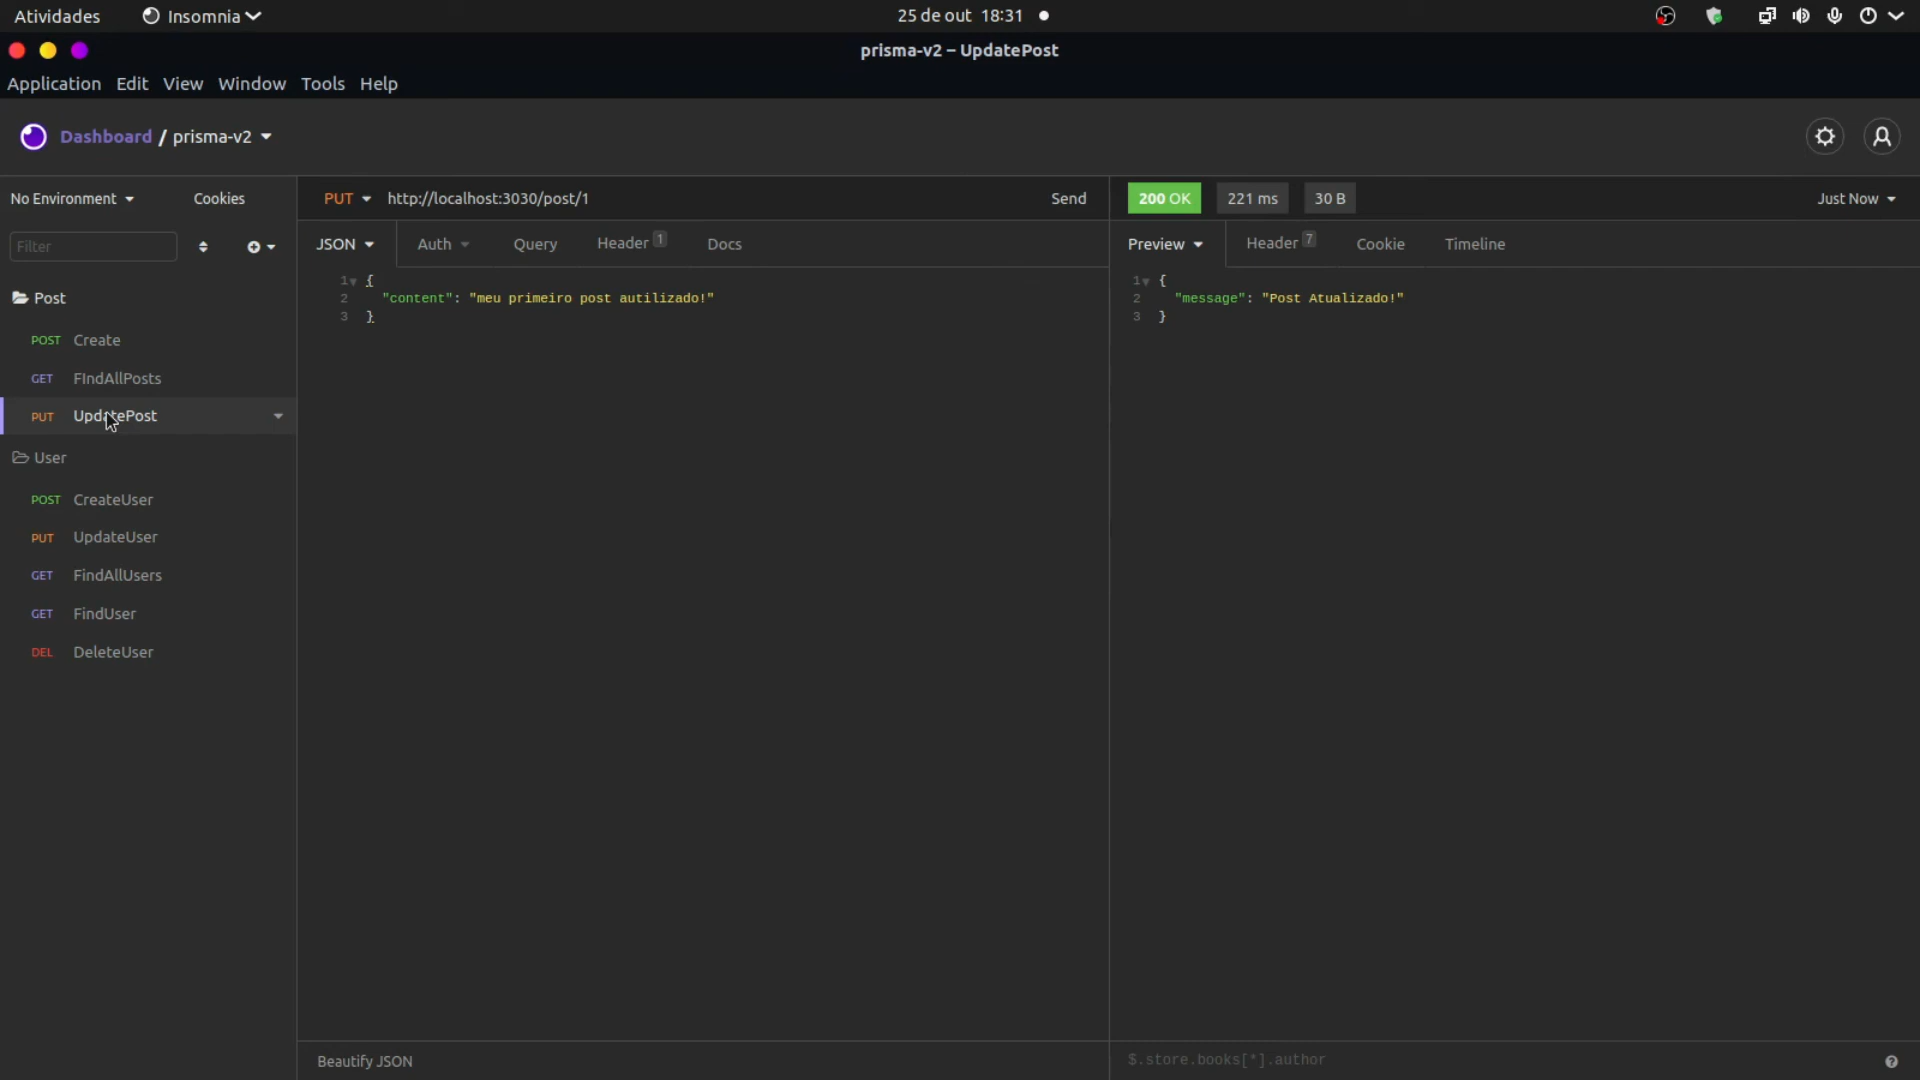 Atividades
Insomnia
25 de out 18:31
prisma-v2 – UpdatePost
Application Edit View Window Tools Help
Dashboard / prisma-v2
No Environment
Cookies
PUT http://localhost:3030/post/1
Send
200 OK
221 ms
30 B
Just Now
Filter
JSON
Auth
Query
Header 1
Docs
Preview
Header 7
Cookie
Timeline
1 {
2 "content": "meu primeiro post autilizado!"
3 }
1 {
2 "message": "Post Atualizado!"
3 }
Post
POST Create
GET FIndAllPosts
PUT UpdatePost
User
POST CreateUser
PUT UpdateUser
GET FindAllUsers
GET FindUser
DEL DeleteUser
Beautify JSON
$.store.books[*].author